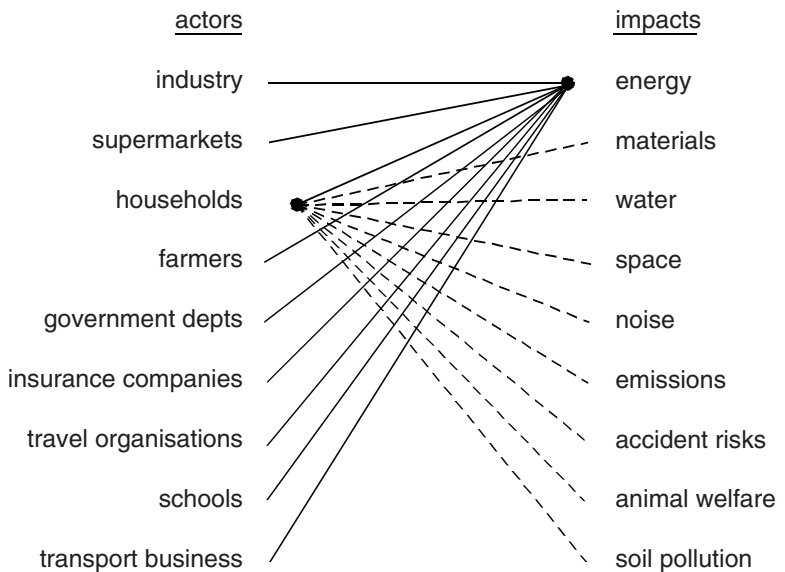 actors impacts
industry energy
supermarkets materials
households water
farmers space
government depts noise
insurance companies emissions
travel organisations accident risks
schools animal welfare
transport business soil pollution